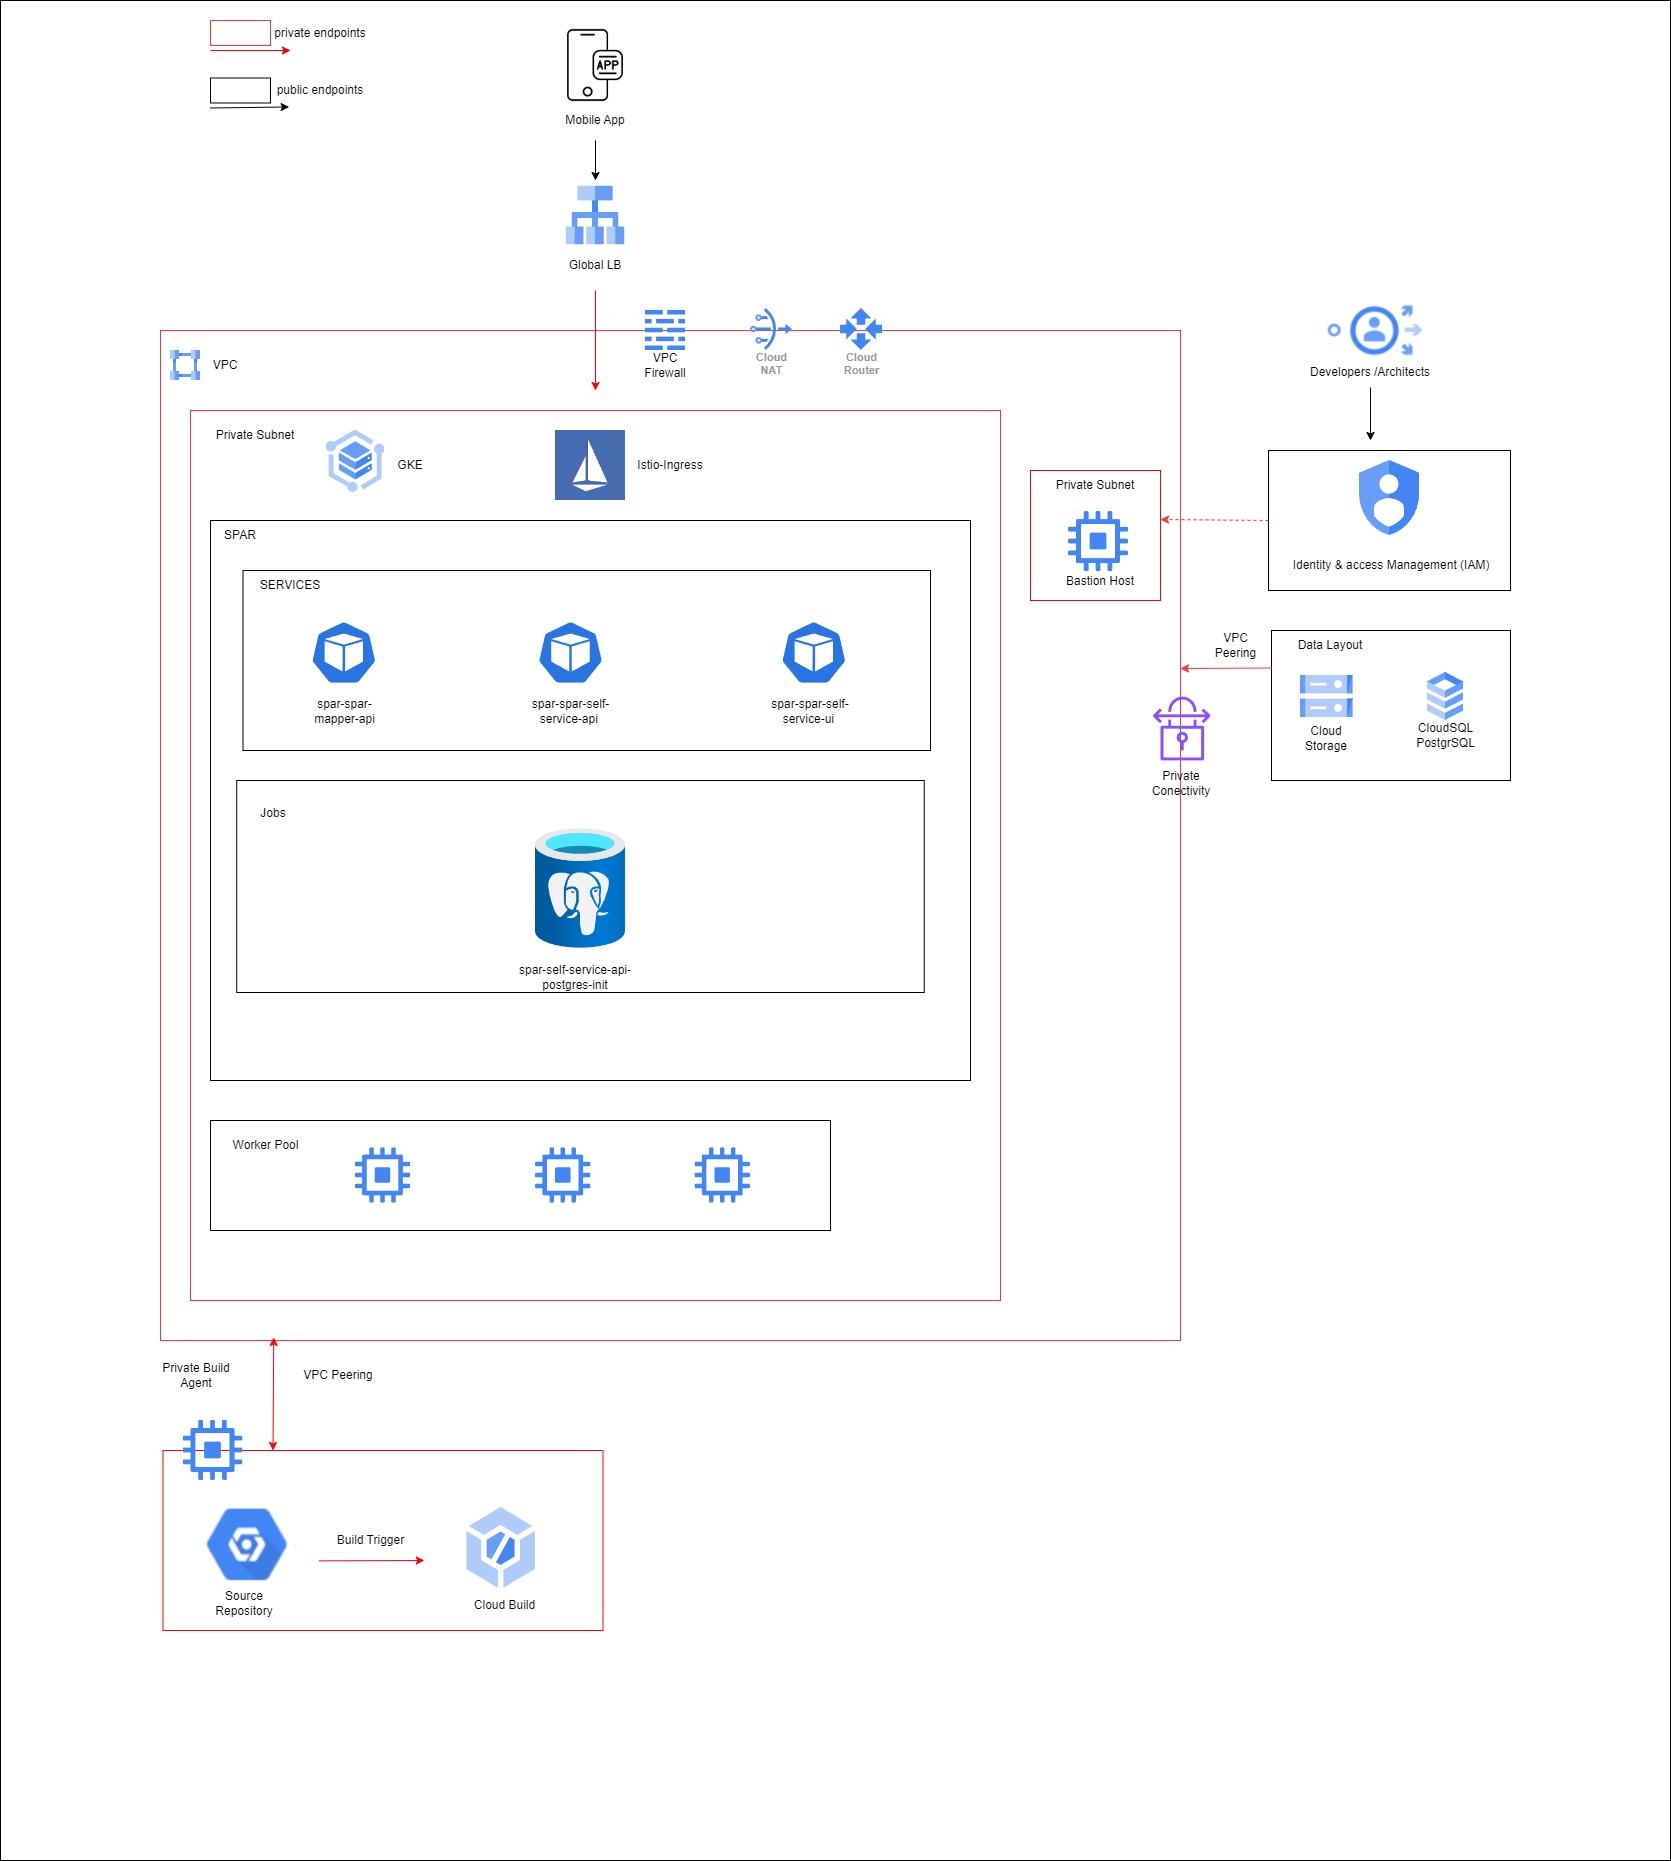 private endpoints
public endpoints
APP
Mobile App
Global LB
VPC
VPC
Firewall
Cloud
NAT
Cloud
Router
Developers /Architects
Private Subnet
GKE
Istio-Ingress
Private Subnet
Bastion Host
Identity & access Management (IAM)
SPAR
SERVICES
spar-spar-
mapper-api
spar-spar-self-
service-api
spar-spar-self-
service-ui
VPC
Peering
Data Layout
Cloud
Storage
CloudSQL
PostgrSQL
Private
Conectivity
Jobs
spar-self-service-api-
postgres-init
Worker Pool
Private Build
Agent
VPC Peering
Build Trigger
Source
Repository
Cloud Build